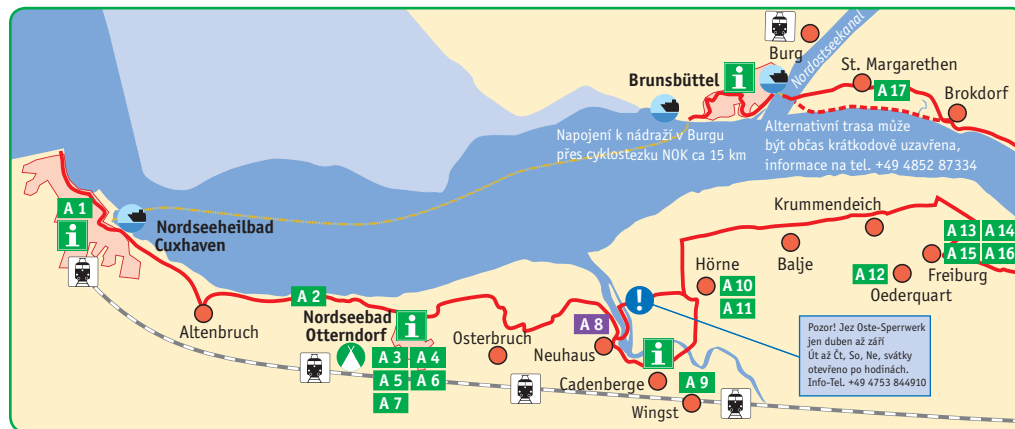 Burg
Nordostseekanal
Brunsbüttel
i
St. Margarethen
A 17
Brokdorf
Napojení k nádraží v Burgu
přes cyklostezku NOK ca 15 km
Alternativní trasa může
být občas krátkodově uzavřena,
informace na tel. +49 4852 87334
A 1
i
Nordseeheilbad
Cuxhaven
Krummendeich
A 13 A 14
A 15 A 16
Freiburg
Balje
A 12
Oederquart
Hörne
A 10
A 11
A 2
Altenbruch
Nordseebad
Otterndorf
i
A 3 A 4
A 5 A 6
A 7
Osterbruch
A 8
Neuhaus
!
i
Cadenberge
A 9
Wingst
Pozor! Jez Oste-Sperrwerk
jen duben až září
Út až Čt, So, Ne, svátky
otevřeno po hodinách.
Info-Tel. +49 4753 844910